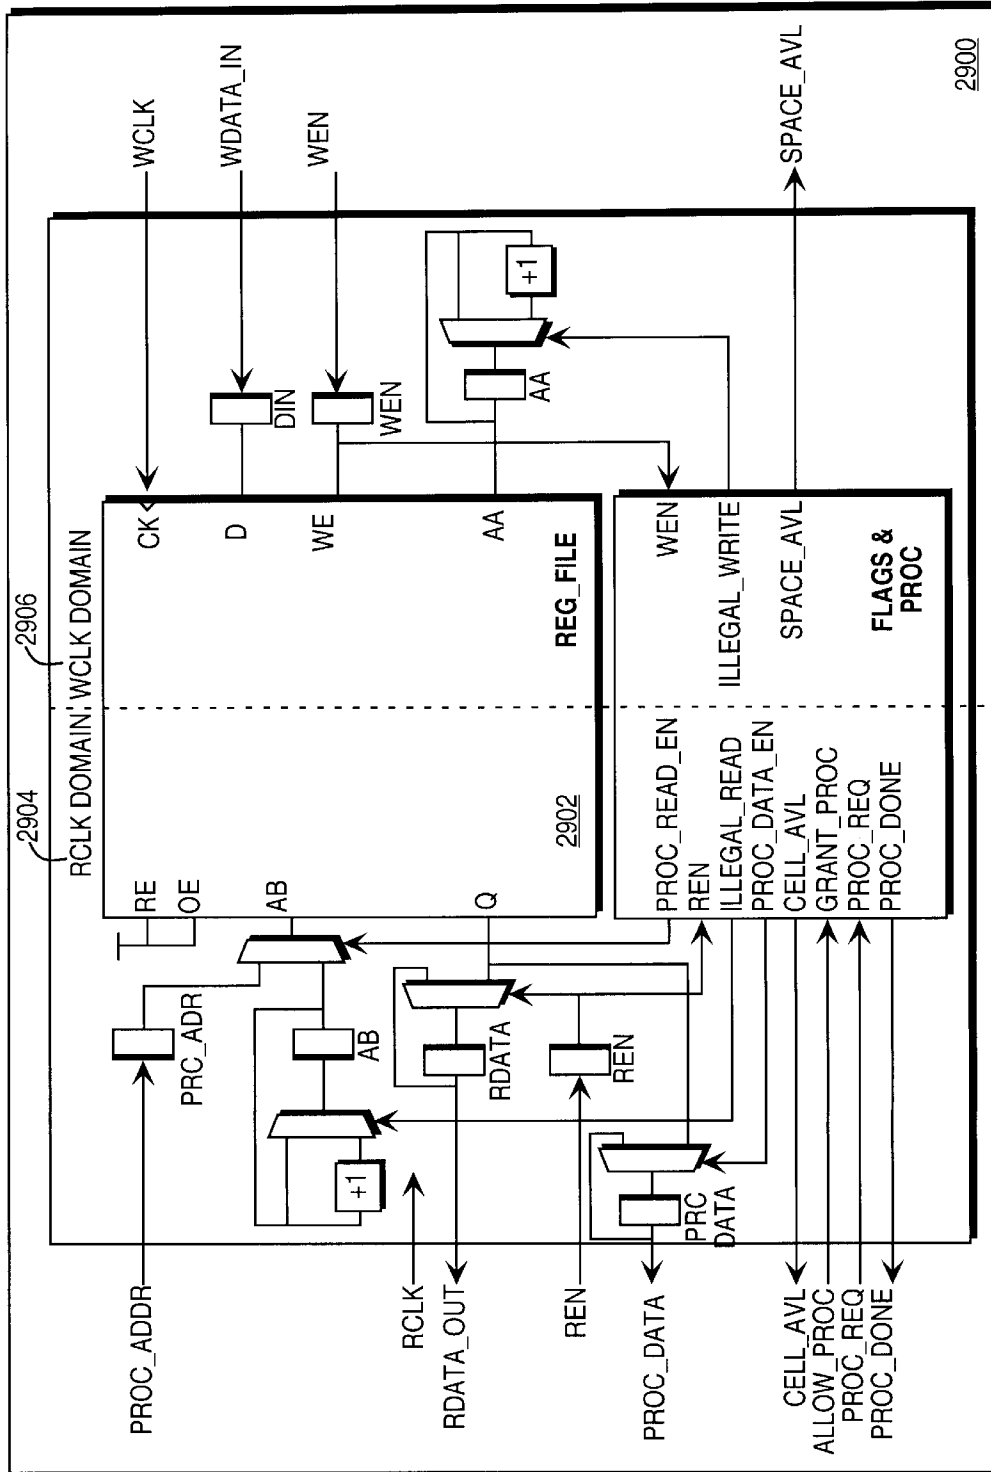 2904
2906
RCLK DOMAIN
WCLK DOMAIN
PROC_ADDR
PRC_ADR
RE
OE
AB
AB
+1
RCLK
RDATA_OUT
RDATA
Q
REN
REN
PROC_DATA
PRC
DATA
2902
REG_FILE
CK
D
WE
AA
WCLK
WDATA_IN
DIN
WEN
WEN
AA
+1
PROC_READ_EN
REN
ILLEGAL_READ
PROC_DATA_EN
CELL_AVL
GRANT_PROC
PROC_REQ
PROC_DONE
WEN
ILLEGAL_WRITE
SPACE_AVL
FLAGS &
PROC
CELL_AVL
ALLOW_PROC
PROC_REQ
PROC_DONE
SPACE_AVL
2900